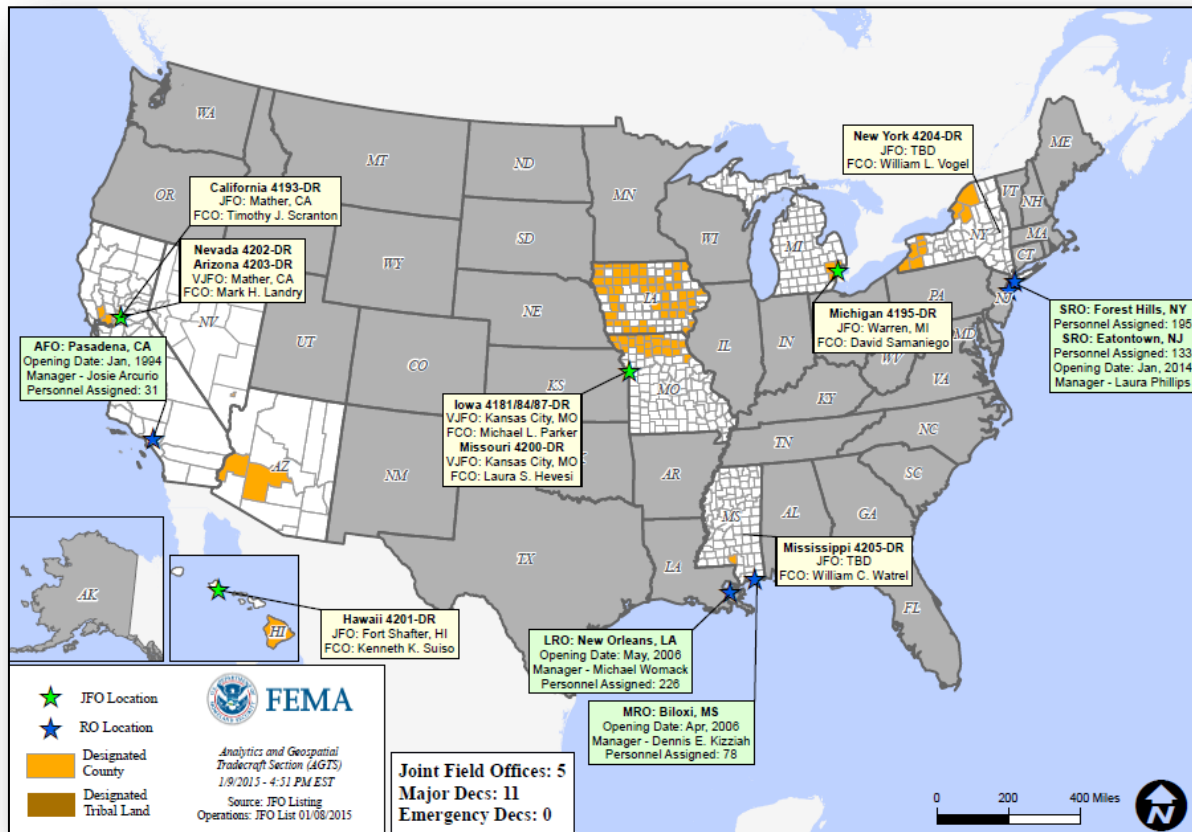 WA
MT
ND
MN
ME
OR
SD
WI
MI
VT
NH
NY
MA
CT
WY
IA
NE
PA
NJ
NV
UT
CO
IL
IN
MD
WV
VA
KS
MO
KY
AZ
NM
TN
NC
AR
SC
MS
AL
GA
TX
LA
FL
AK
HI
New York 4204-DR
JFO: TBD
FCO: William L. Vogel
California 4193-DR
JFO: Mather, CA
FCO: Timothy J. Scranton
Nevada 4202-DR
Arizona 4203-DR
VJFO: Mather, CA
FCO: Mark H. Landry
AFO: Pasadena, CA
Opening Date: Jan, 1994
Manager - Josie Arcurio
Personnel Assigned: 31
Michigan 4195-DR
JFO: Warren, MI
FCO: David Samaniego
SRO: Forest Hills, NY
Personnel Assigned: 195
SRO: Eatontown, NJ
Personnel Assigned: 133
Opening Date: Jan, 2014
Manager - Laura Phillips
Iowa 4181/84/87-DR
VJFO: Kansas City, MO
FCO: Michael L. Parker
Missouri 4200-DR
VJFO: Kansas City, MO
FCO: Laura S. Hevesi
Mississippi 4205-DR
JFO: TBD
FCO: William C. Watrel
Hawaii 4201-DR
JFO: Fort Shafter, HI
FCO: Kenneth K. Suiso
LRO: New Orleans, LA
Opening Date: May, 2006
Manager - Michael Womack
Personnel Assigned: 226
MRO: Biloxi, MS
Opening Date: Apr, 2006
Manager - Dennis E. Kizziah
Personnel Assigned: 78
JFO Location
RO Location
Designated
County
Designated
Tribal Land
FEMA
Analytics and Geospatial
Tradecraft Section (AGTS)
1/9/2015 - 4:51 PM EST
Source: JFO Listing
Operations: JFO List 01/08/2015
Joint Field Offices: 5
Major Decs: 11
Emergency Decs: 0
0 200 400 Miles
N